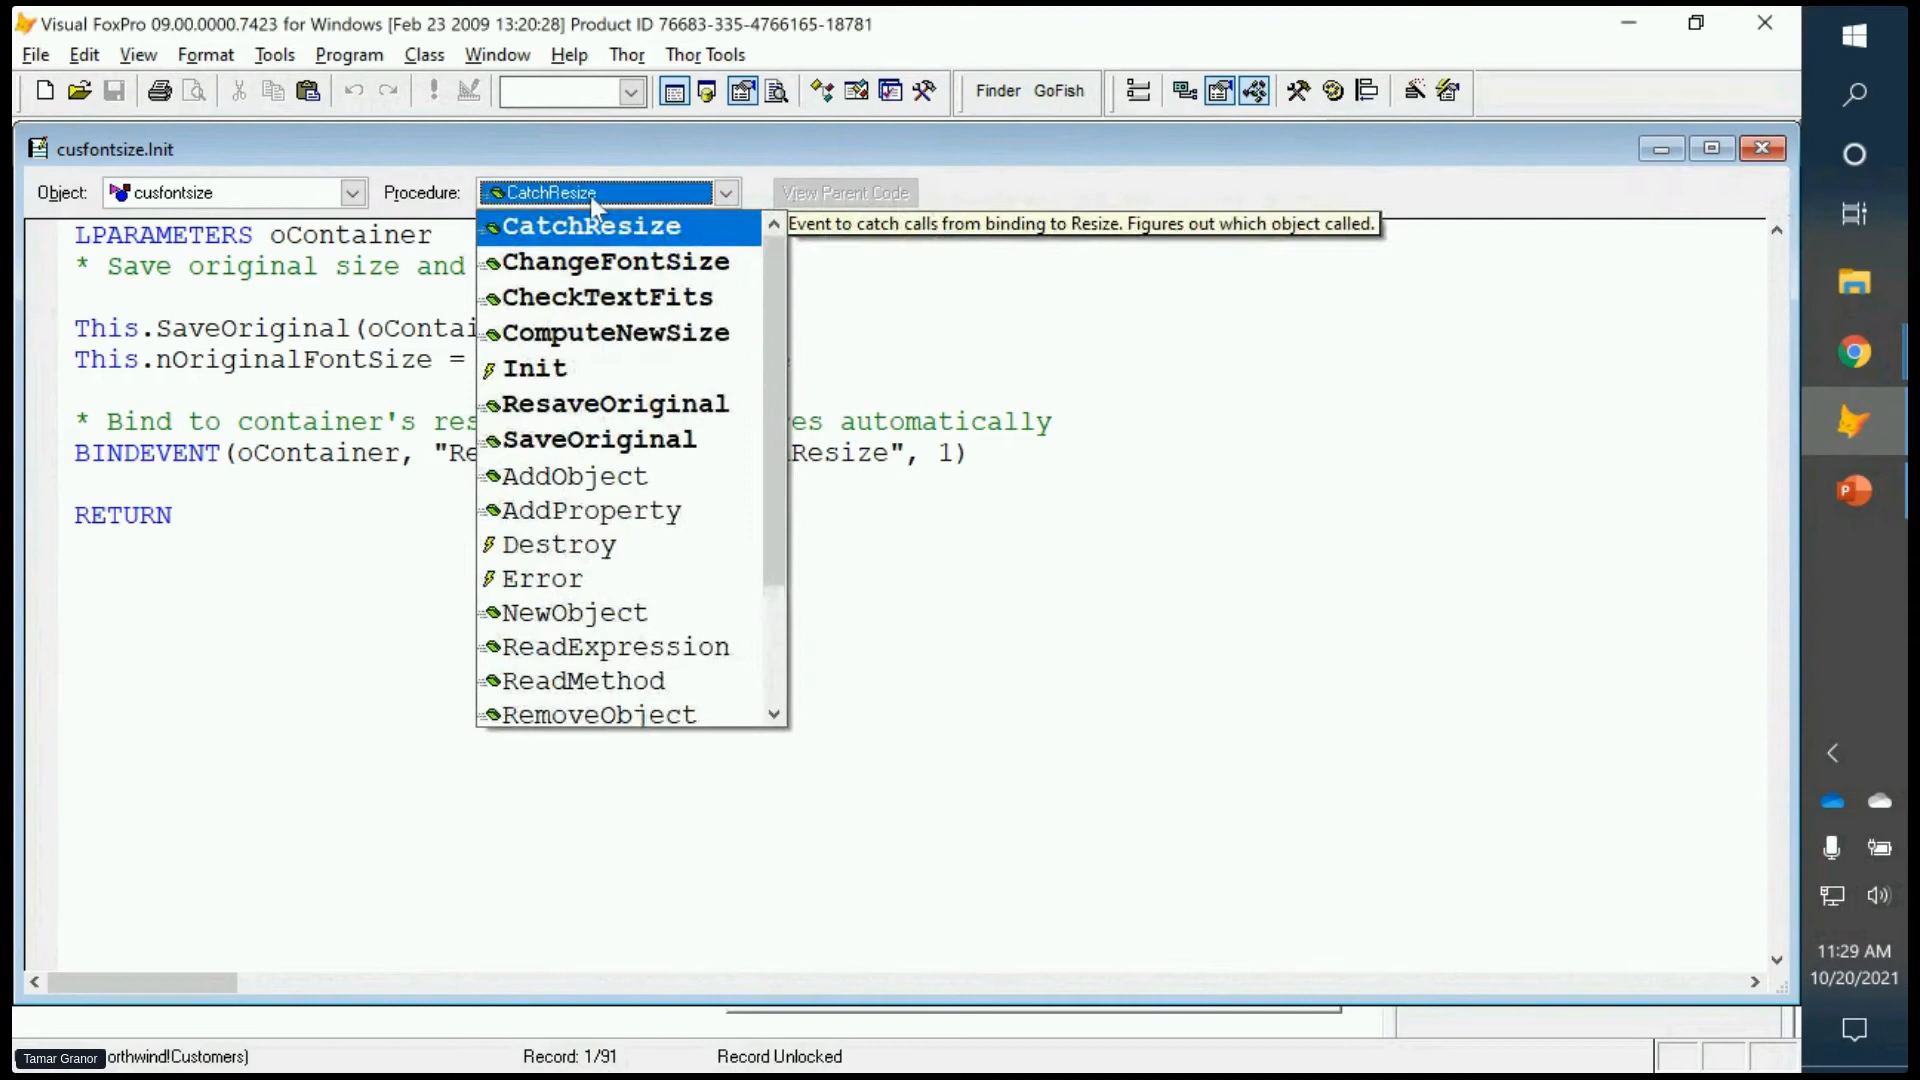 Visual FoxPro 09.00.0000.7423 for Windows [Feb 23 2009 13:20:28] Product ID 76683-335-4766165-18781
File Edit View Format Tools Program Class Window Help Thor Thor Tools
Finder GoFish
cusfontsize.Init
Object: cusfontsize Procedure: CatchResize View Parent Code
Event to catch calls from binding to Resize. Figures out which object called.
LPARAMETERS oContainer
* Save original size and
This.SaveOriginal(oContai
This.nOriginalFontSize =
* Bind to container's res es automatically
BINDEVENT(oContainer, "Re Resize", 1)
RETURN
CatchResize
ChangeFontSize
CheckTextFits
ComputeNewSize
Init
ResaveOriginal
SaveOriginal
AddObject
AddProperty
Destroy
Error
NewObject
ReadExpression
ReadMethod
RemoveObject
11:29 AM
10/20/2021
Tamar Granor orthwind!Customers) Record: 1/91 Record Unlocked